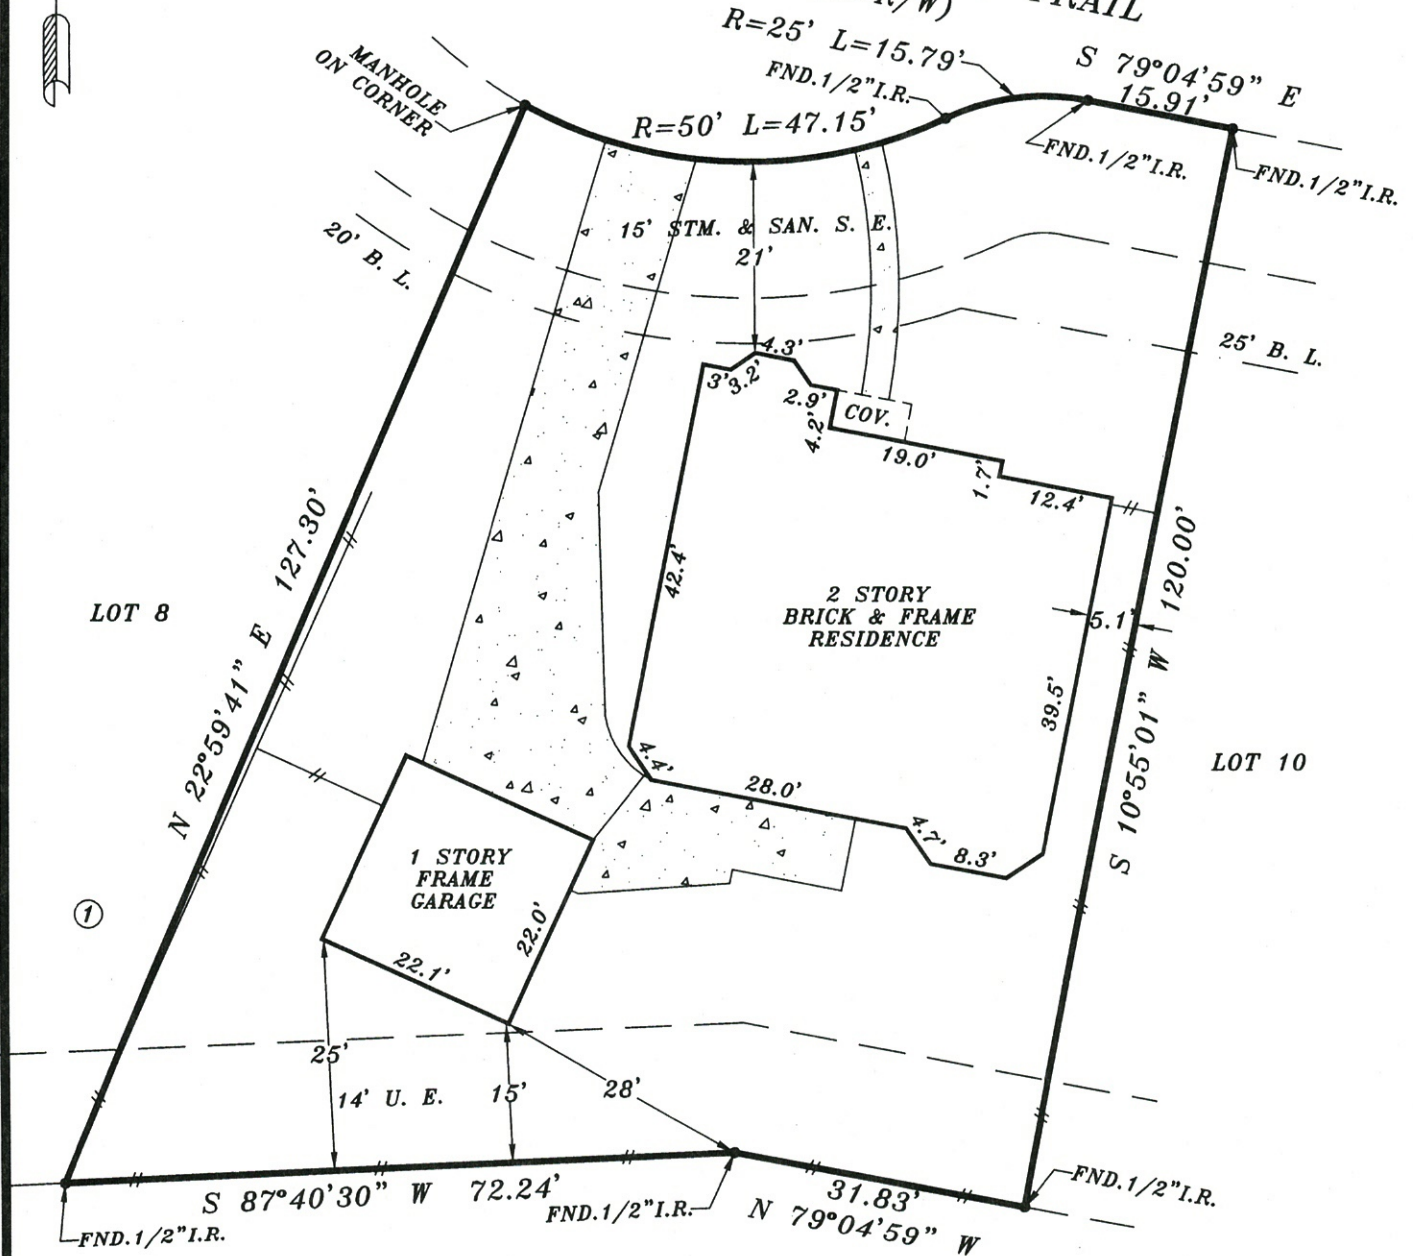 TRAIL
R/W)
R=25' L=15.79'
S 79°04'59" E
15.91'
MANHOLE
ON CORNER
FND.1/2"I.R.
R=50' L=47.15'
FND.1/2"I.R.
FND.1/2"I.R.
15' STM. & SAN. S. E.
21'
20' B. L.
25' B. L.
4.3'
3'
3.2'
2.9'
4.2'
COV.
19.0'
1.7'
12.4'
N 22°59'41" E 127.30'
42.4'
2 STORY
BRICK & FRAME
RESIDENCE
5.1'
S 10°55'01" W 120.00'
39.5'
LOT 8
LOT 10
4.4'
28.0'
4.7'
8.3'
1 STORY
FRAME
GARAGE
22.0'
22.1'
1
25'
14' U. E.
15'
28'
S 87°40'30" W 72.24'
FND.1/2"I.R.
FND.1/2"I.R.
31.83'
N 79°04'59" W
FND.1/2"I.R.